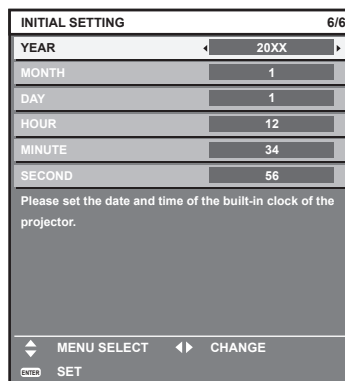 INITIAL SETTING 6/6
YEAR 20XX
MONTH 1
DAY 1
HOUR 12
MINUTE 34
SECOND 56
Please set the date and time of the built-in clock of the
projector.
MENU SELECT CHANGE
ENTER SET